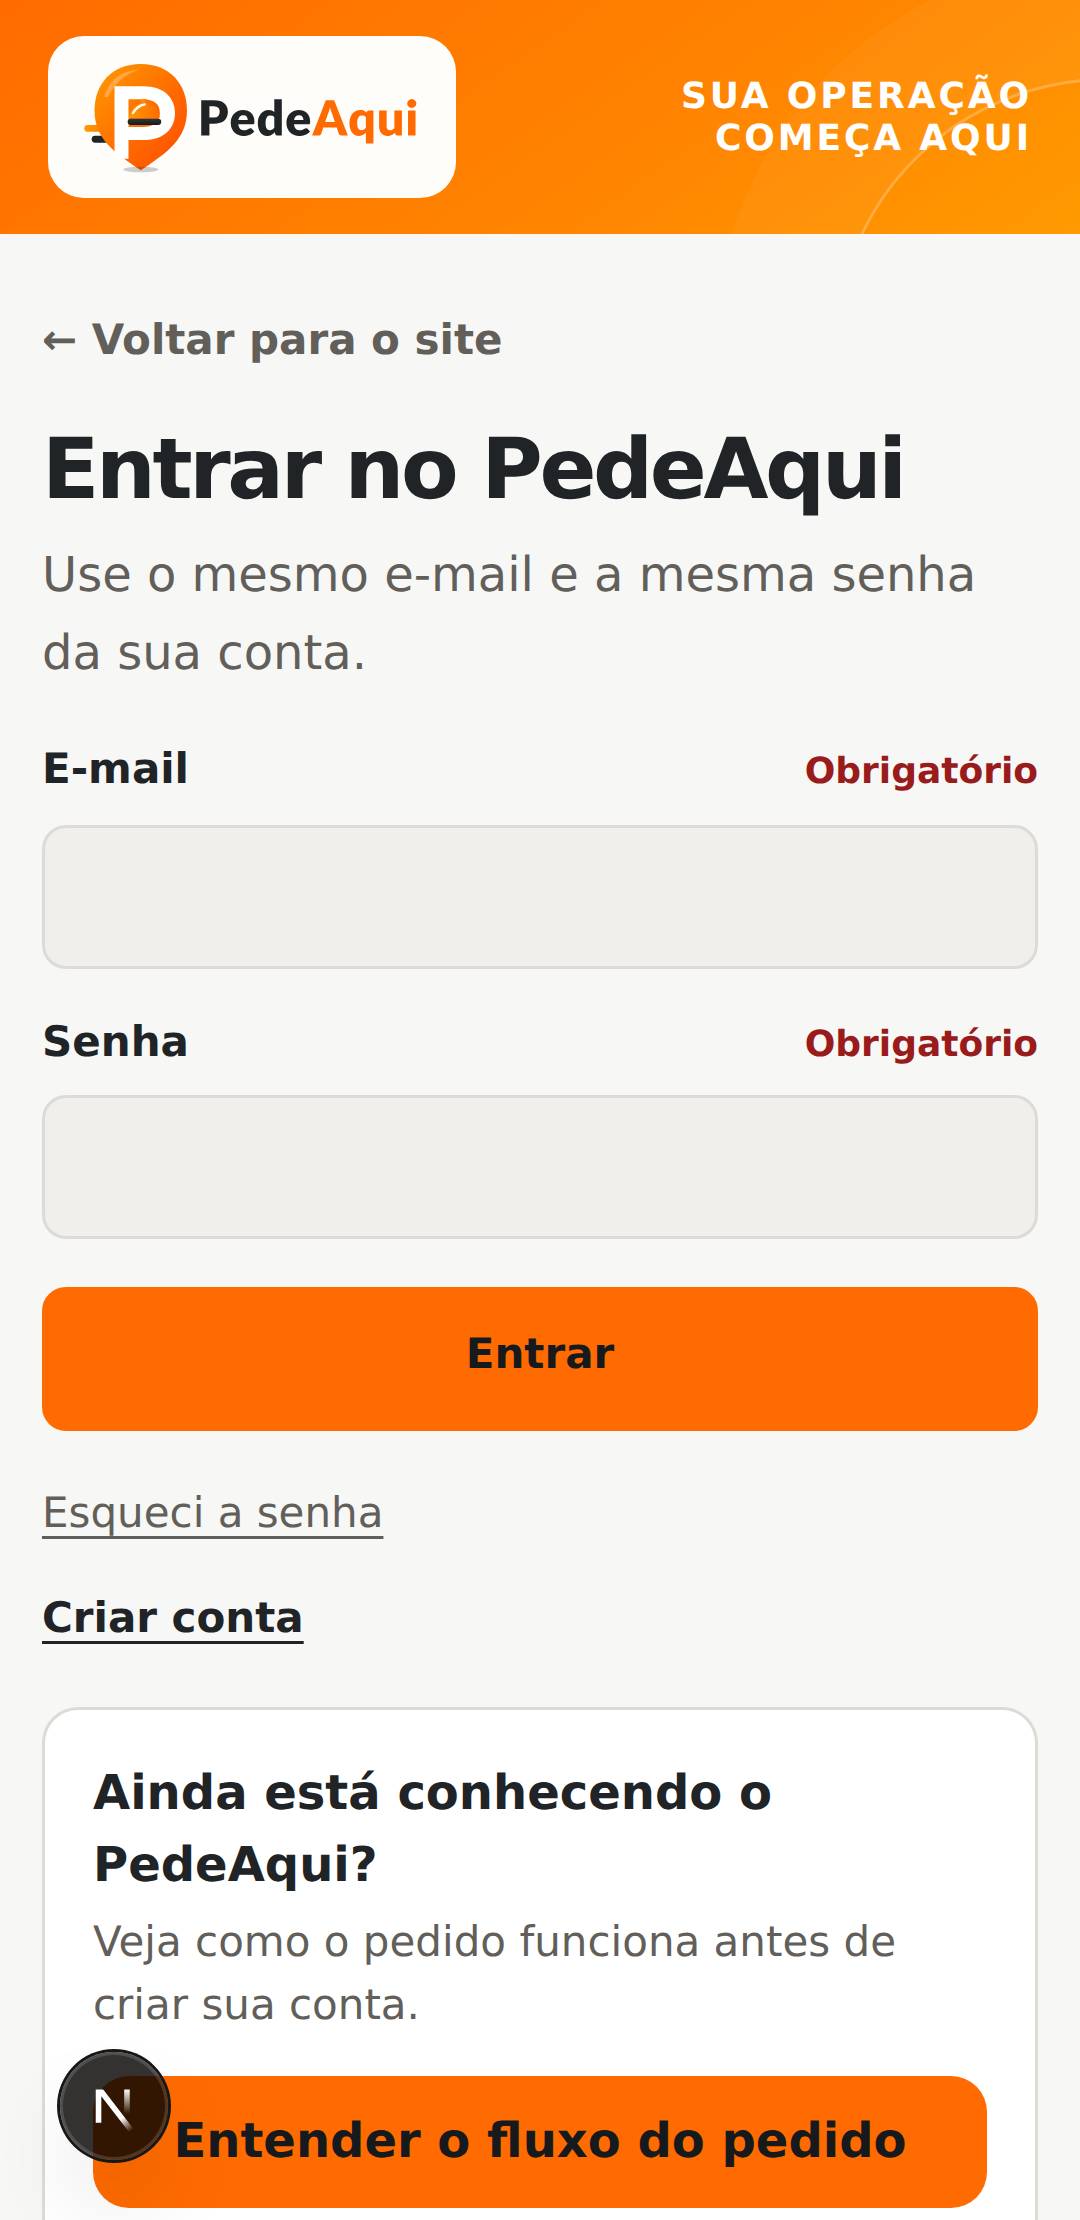 PedeAqui
SUA OPERAÇÃO
COMEÇA AQUI
← Voltar para o site
Entrar no PedeAqui
Use o mesmo e-mail e a mesma senha
da sua conta.
E-mail
Obrigatório
Senha
Obrigatório
Entrar
Esqueci a senha
Criar conta
Ainda está conhecendo o
PedeAqui?
Veja como o pedido funciona antes de
criar sua conta.
N
Entender o fluxo do pedido